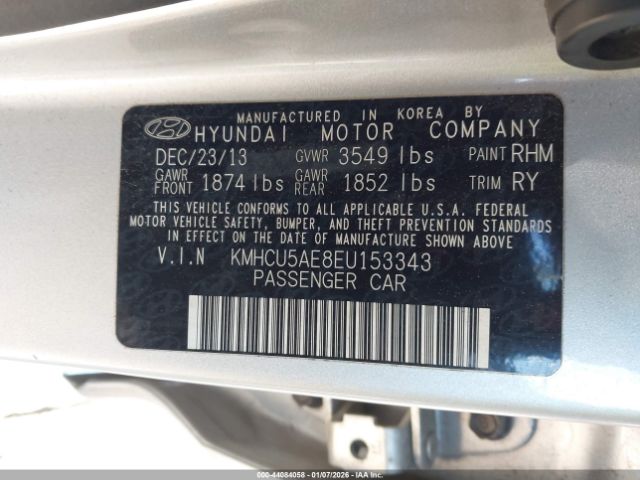 MANUFACTURED IN KOREA BY
HYUNDAI MOTOR COMPANY
DEC/23/13 GVWR 3549 lbs PAINT RHM
GAWR FRONT 1874 lbs GAWR REAR 1852 lbs TRIM RY
THIS VEHICLE CONFORMS TO ALL APPLICABLE U.S.A. FEDERAL
MOTOR VEHICLE SAFETY, BUMPER, AND THEFT PREVENTION STANDARDS
IN EFFECT ON THE DATE OF MANUFACTURE SHOWN ABOVE
V.I.N KMHCU5AE8EU153343
PASSENGER CAR
KM--44084058 - 01/07/2026 - IAA Inc.